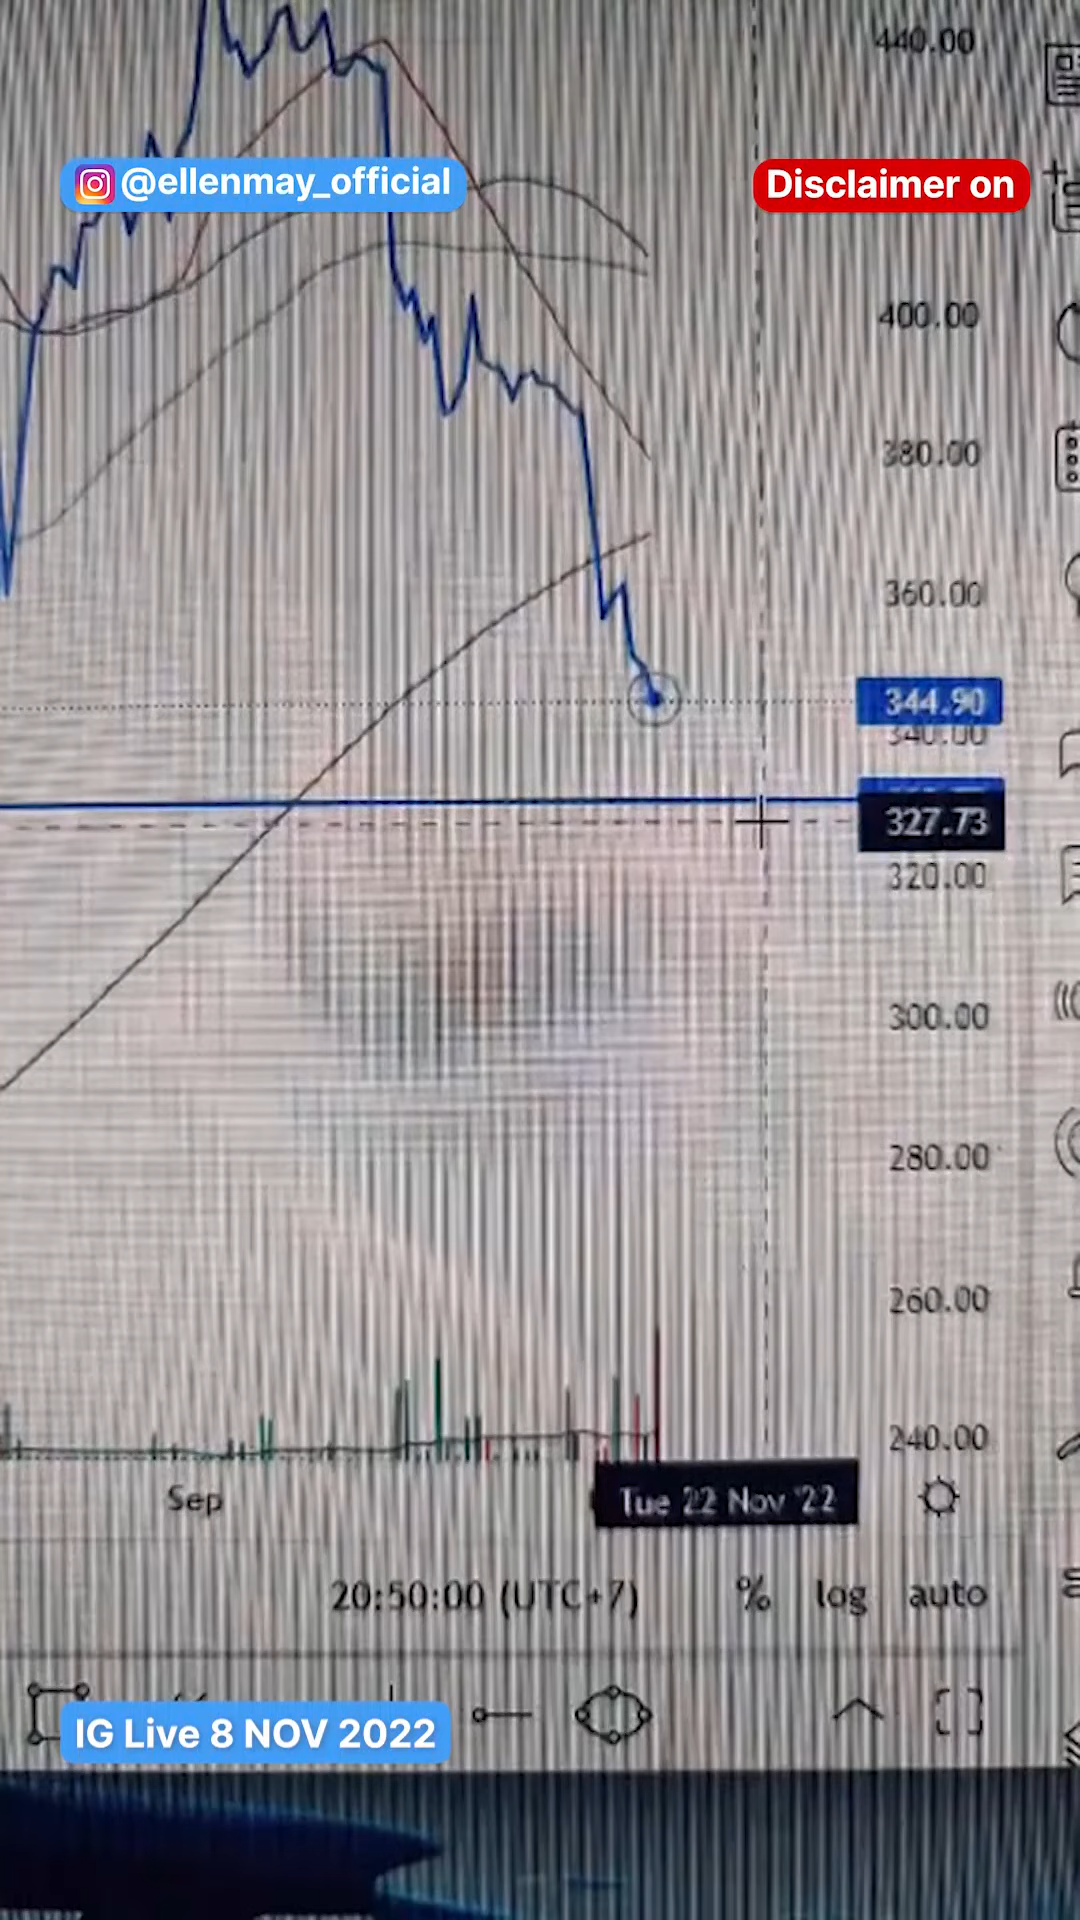 440.00
@ellenmay_official
Disclaimer on
400.00
380.00
360.00
344.90
340.00
327.73
320.00
300.00
280.00
260.00
240.00
Sep
Tue 22 Nov '22
20:50:00 (UTC+7)
%
log
auto
IG Live 8 NOV 2022